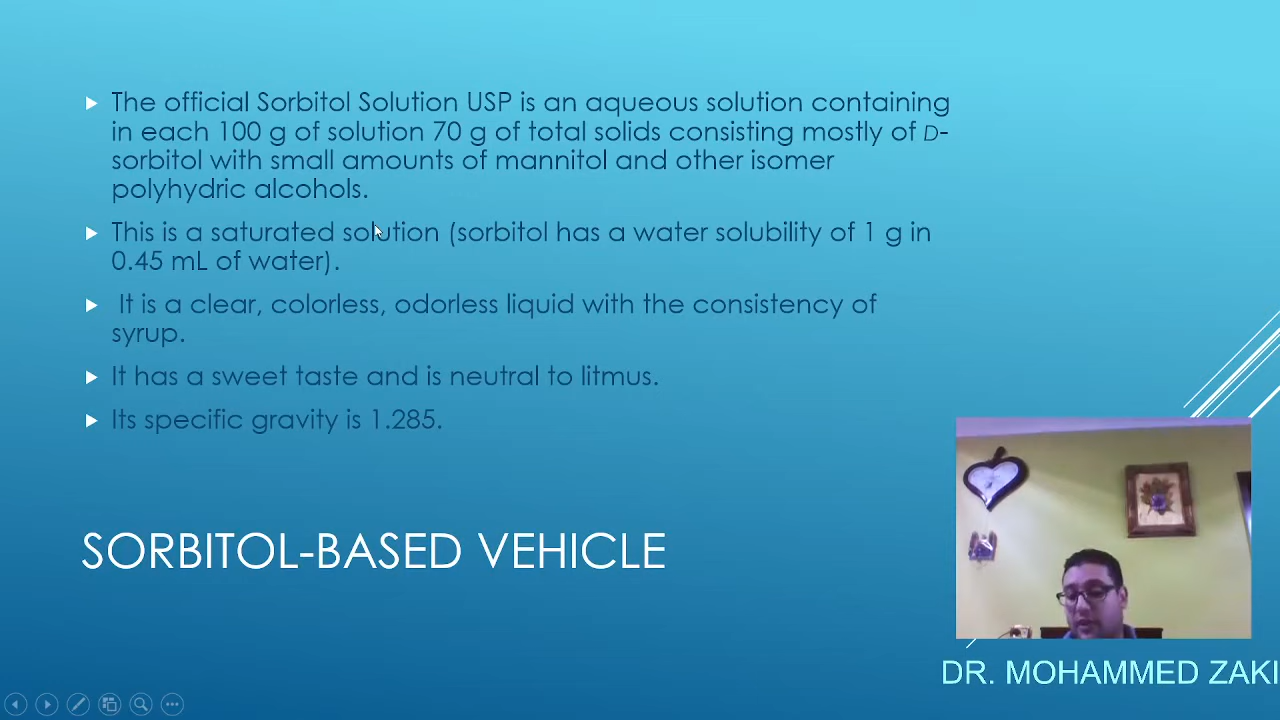 The official Sorbitol Solution USP is an aqueous solution containing
in each 100 g of solution 70 g of total solids consisting mostly of D-
sorbitol with small amounts of mannitol and other isomer
polyhydric alcohols.
This is a saturated solution (sorbitol has a water solubility of 1 g in
0.45 mL of water).
It is a clear, colorless, odorless liquid with the consistency of
syrup.
It has a sweet taste and is neutral to litmus.
Its specific gravity is 1.285.
SORBITOL-BASED VEHICLE
DR. MOHAMMED ZAKI